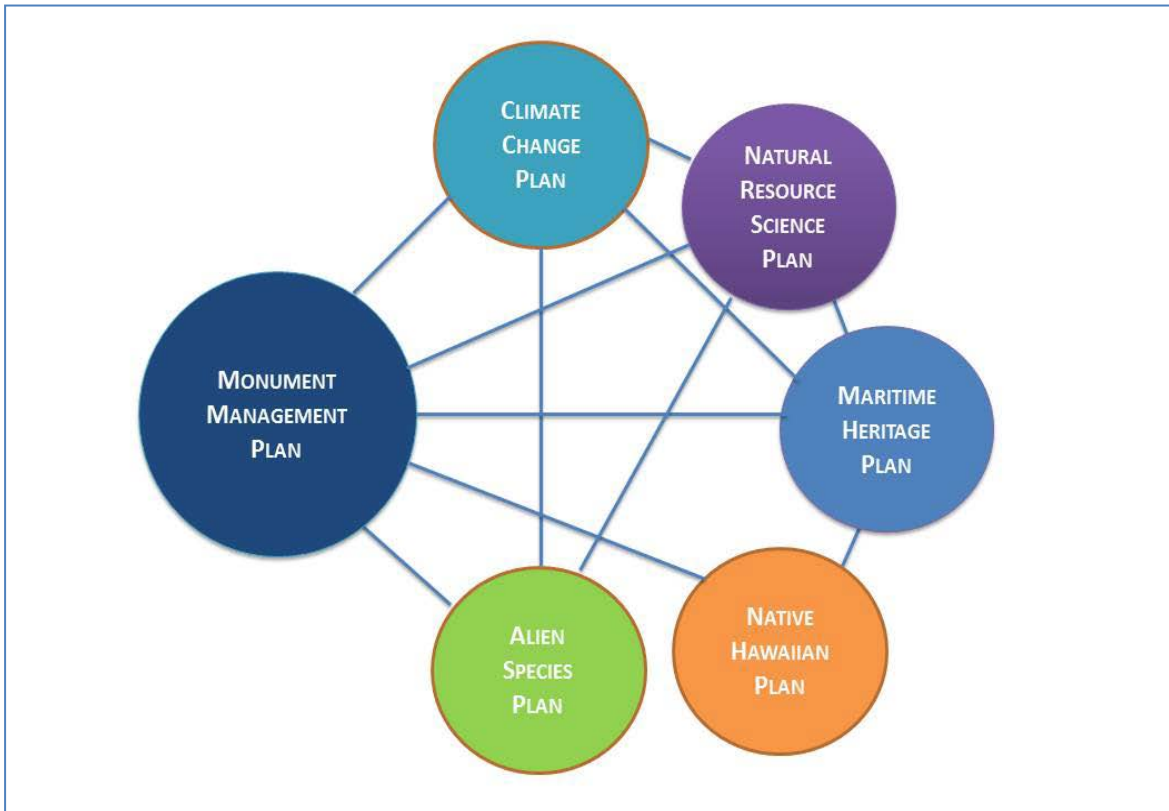 CLIMATE
CHANGE
PLAN
NATURAL
RESOURCE
SCIENCE
PLAN
MONUMENT
MANAGEMENT
PLAN
MARITIME
HERITAGE
PLAN
ALIEN
SPECIES
PLAN
NATIVE
HAWAIIAN
PLAN